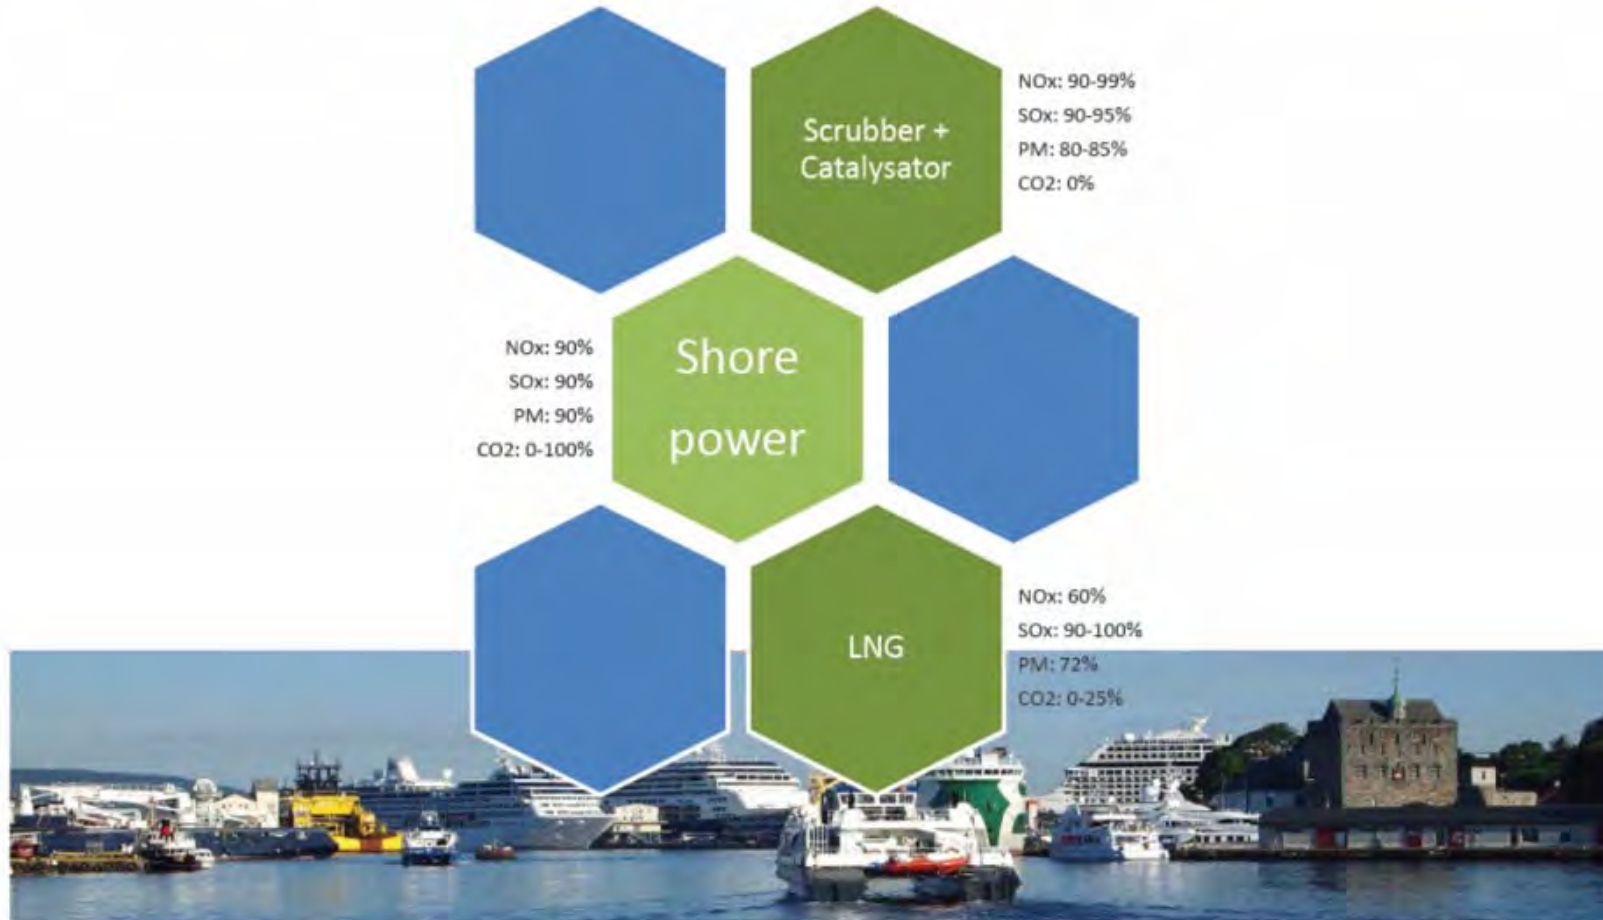 Scrubber +
Catalysator
NOx: 90-99%
SOx: 90-95%
PM: 80-85%
CO2: 0%
NOx: 90%
SOx: 90%
PM: 90%
CO2: 0-100%
Shore
power
LNG
NOx: 60%
SOx: 90-100%
PM: 72%
CO2: 0-25%